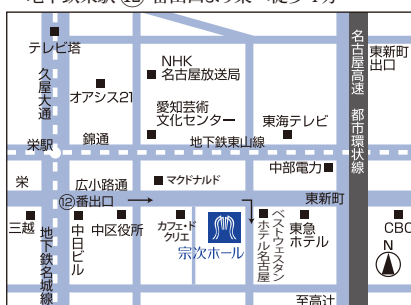 地下鉄栄駅⑫番出口より東へ徒歩4分
テレビ塔
久屋大通
オアシス21
NHK
名古屋放送局
愛知芸術
文化センター
名古屋高速 都市環状線
東新町
出口
東海テレビ
栄駅
錦通
地下鉄東山線
中部電力
栄
広小路通
マクドナルド
東新町
⑫番出口
三越
地下鉄名城線
中日ビル
中区役所
カフェ・ド
クリエ
宗次ホール
ベストウェスタン
ホテル名古屋
東急
ホテル
CBC
N
至高辻